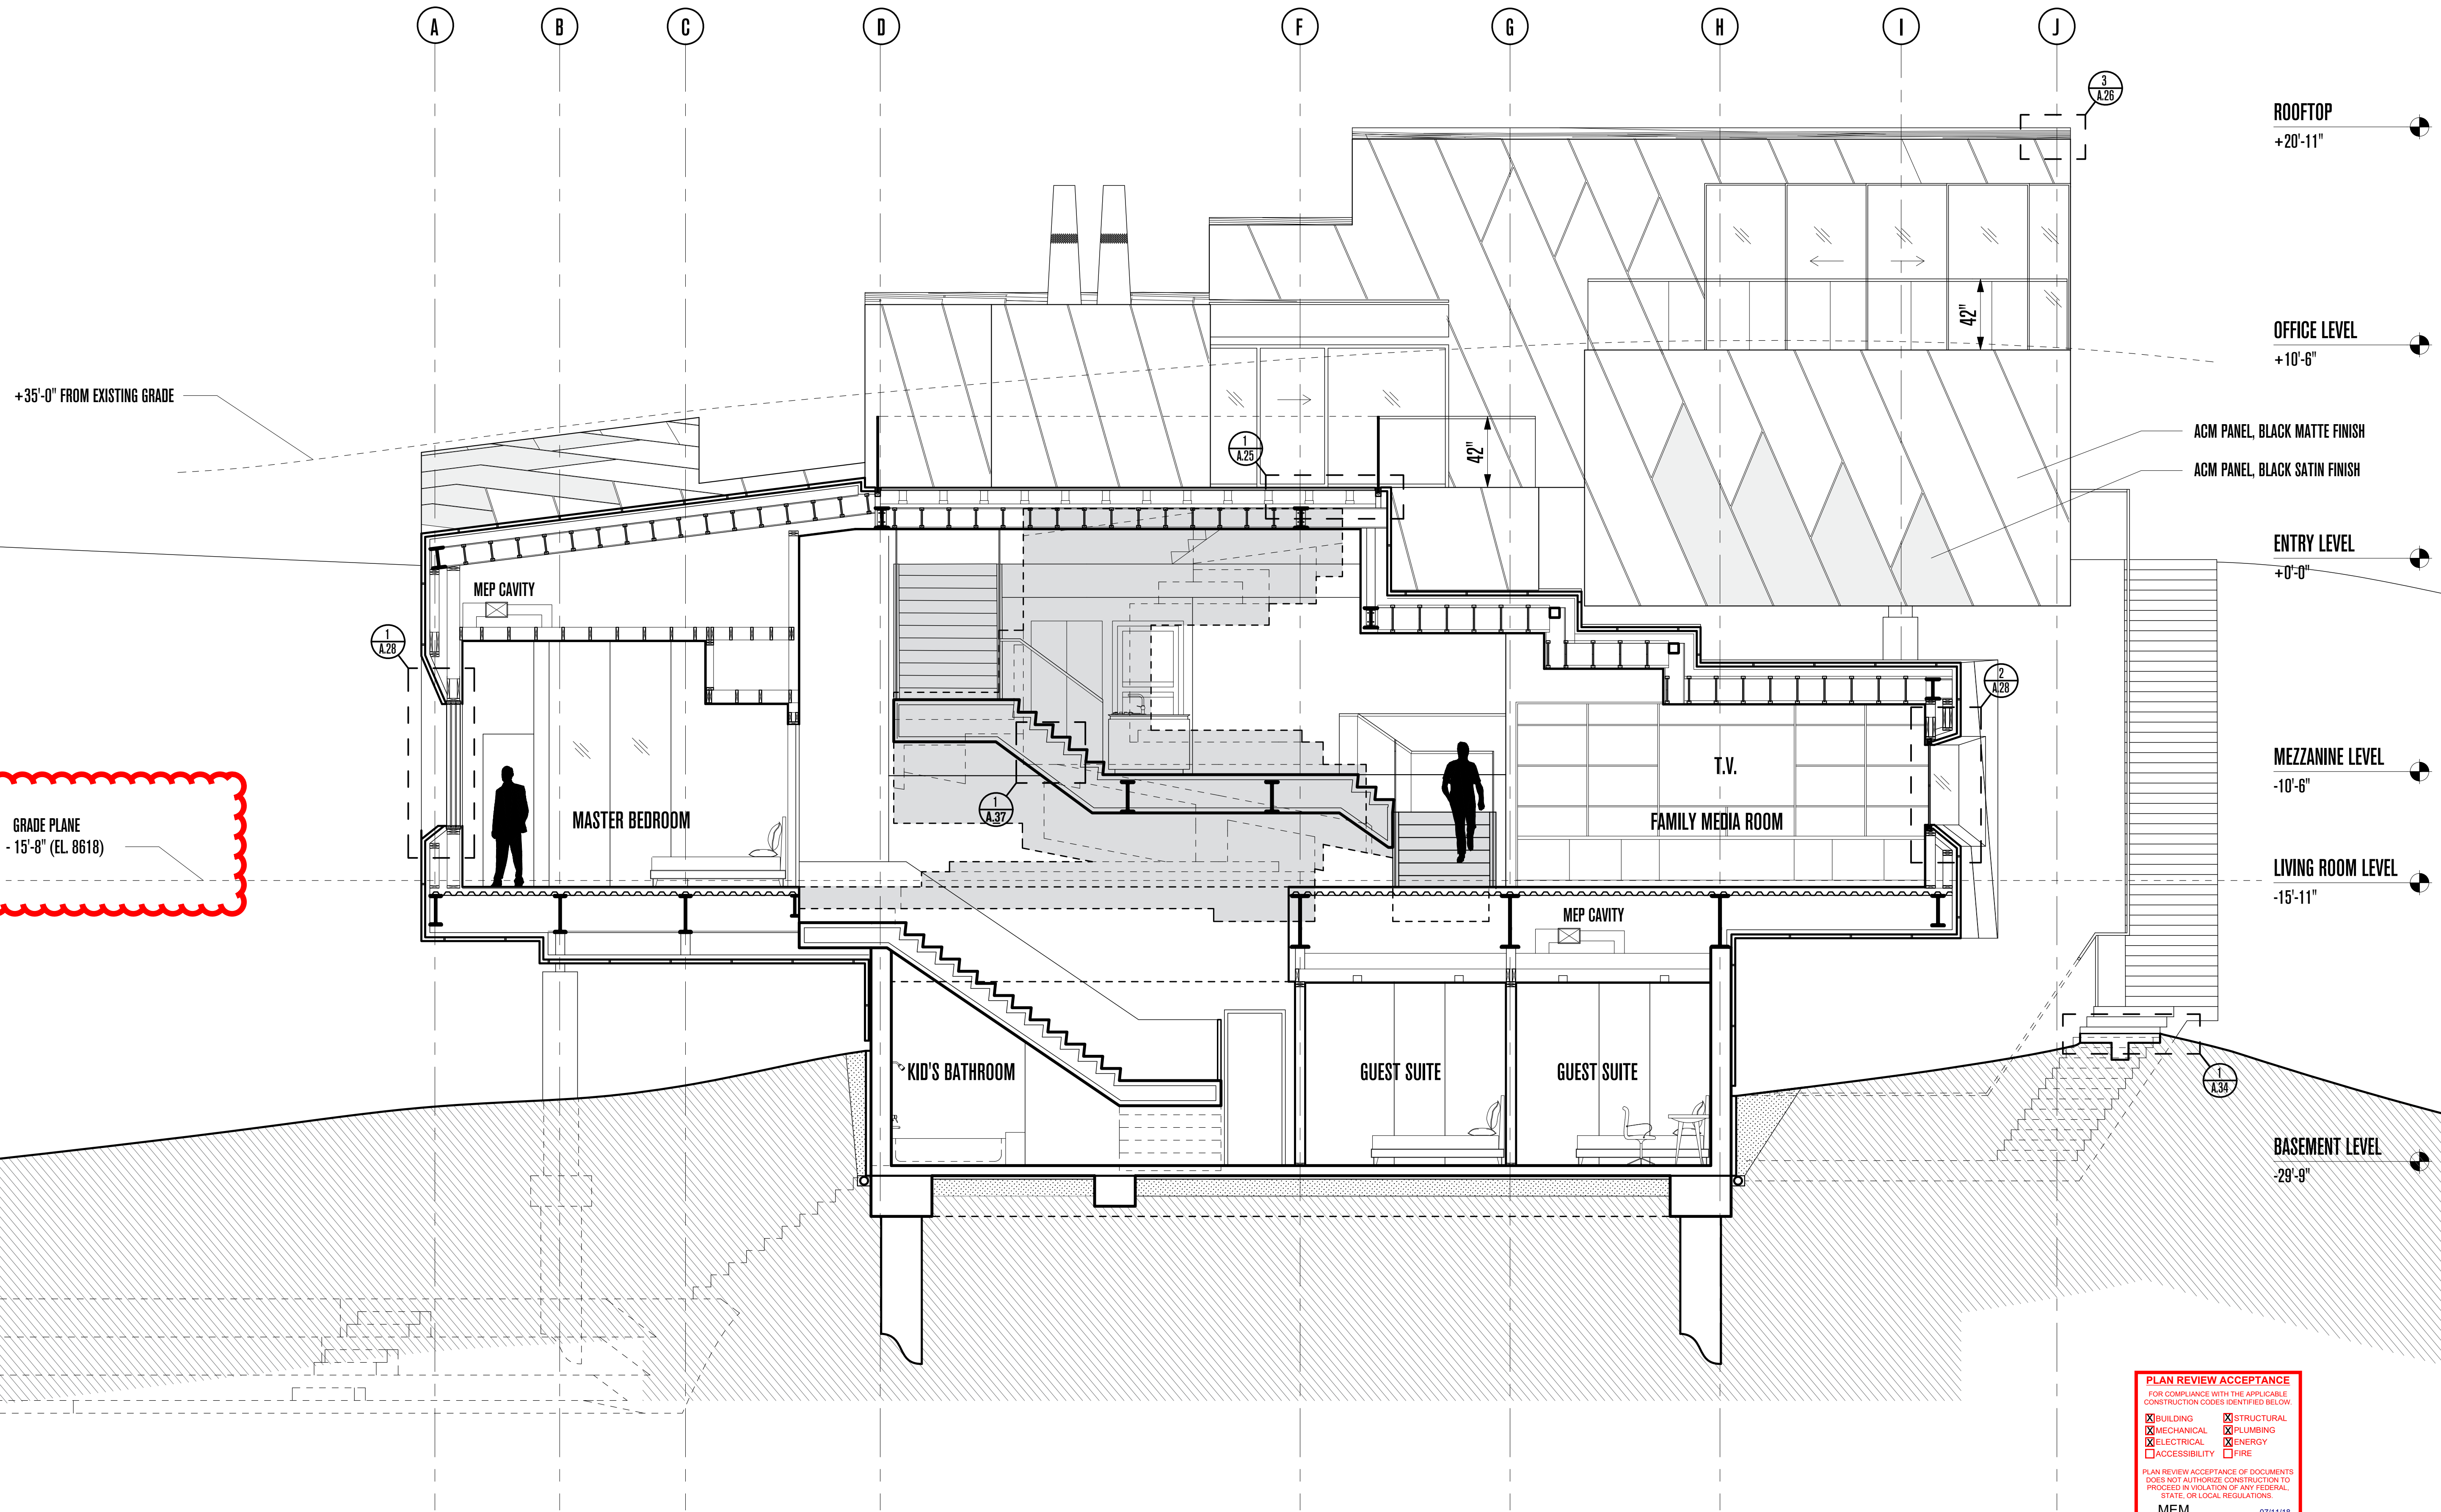 A
B
C
D
F
G
H
I
J
3
A.26
ROOFTOP
+20'-11"
OFFICE LEVEL
+10'-6"
42"
+35'-0" FROM EXISTING GRADE
ACM PANEL, BLACK MATTE FINISH
1
A.25
42"
ACM PANEL, BLACK SATIN FINISH
ENTRY LEVEL
+0'-0"
MEP CAVITY
1
A.28
2
A.28
MEZZANINE LEVEL
-10'-6"
T.V.
1
A.37
MASTER BEDROOM
FAMILY MEDIA ROOM
GRADE PLANE
- 15'-8" (EL. 8618)
LIVING ROOM LEVEL
-15'-11"
MEP CAVITY
KID'S BATHROOM
GUEST SUITE
GUEST SUITE
1
A.34
BASEMENT LEVEL
-29'-9"
PLAN REVIEW ACCEPTANCE
FOR COMPLIANCE WITH THE APPLICABLE
CONSTRUCTION CODES IDENTIFIED BELOW.
X BUILDING X STRUCTURAL
X MECHANICAL X PLUMBING
X ELECTRICAL X ENERGY
ACCESSIBILITY FIRE
PLAN REVIEW ACCEPTANCE OF DOCUMENTS
DOES NOT AUTHORIZE CONSTRUCTION TO
PROCEED IN VIOLATION OF ANY FEDERAL,
STATE, OR LOCAL REGULATIONS.
MEM 07/11/18